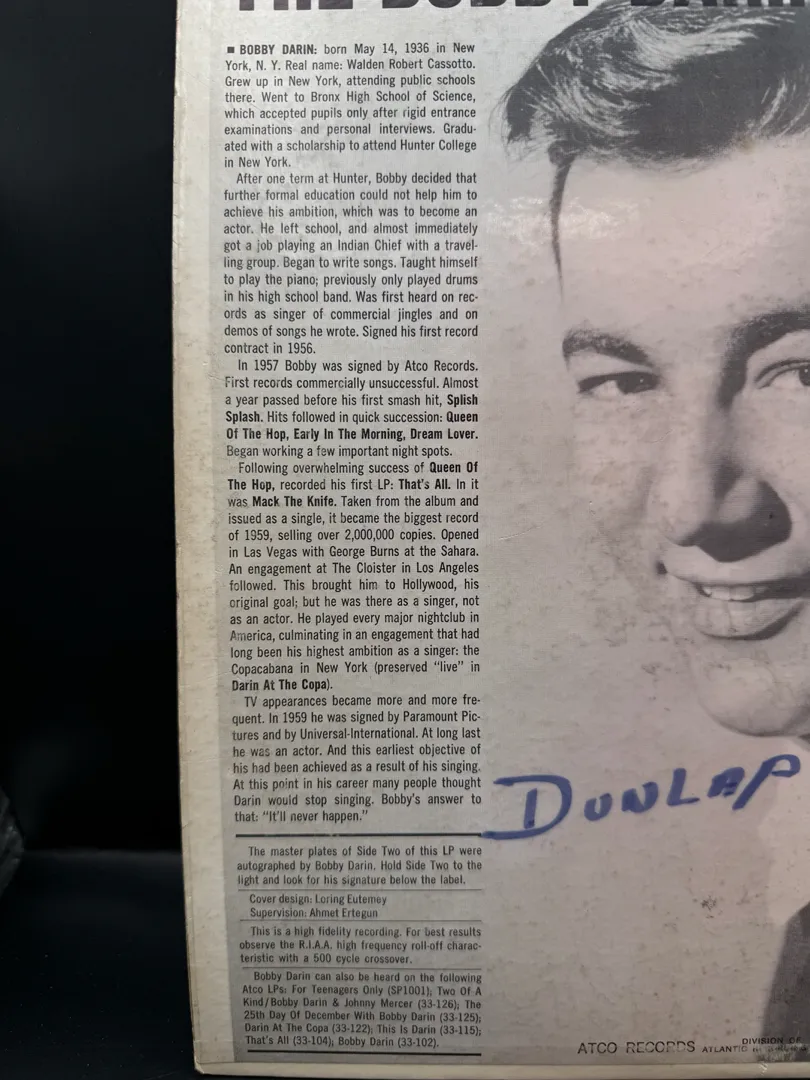 THE BOBBY DARIN
■ BOBBY DARIN: born May 14, 1936 in New
York, N. Y. Real name: Walden Robert Cassotto.
Grew up in New York, attending public schools
there. Went to Bronx High School of Science,
which accepted pupils only after rigid entrance
examinations and personal interviews. Gradu-
ated with a scholarship to attend Hunter College
in New York.
After one term at Hunter, Bobby decided that
further formal education could not help him to
achieve his ambition, which was to become an
actor. He left school, and almost immediately
got a job playing an Indian Chief with a travel-
ling group. Began to write songs. Taught himself
to play the piano; previously only played drums
in his high school band. Was first heard on rec-
ords as singer of commercial jingles and on
demos of songs he wrote. Signed his first record
contract in 1956.
In 1957 Bobby was signed by Atco Records.
First records commercially unsuccessful. Almost
a year passed before his first smash hit, Splish
Splash. Hits followed in quick succession: Queen
Of The Hop, Early In The Morning, Dream Lover.
Began working a few important night spots.
Following overwhelming success of Queen Of
The Hop, recorded his first LP: That's All. In it
was Mack The Knife. Taken from the album and
issued as a single, it became the biggest record
of 1959, selling over 2,000,000 copies. Opened
in Las Vegas with George Burns at the Sahara.
An engagement at The Cloister in Los Angeles
followed. This brought him to Hollywood, his
original goal; but he was there as a singer, not
as an actor. He played every major nightclub in
America, culminating in an engagement that had
long been his highest ambition as a singer: the
Copacabana in New York (preserved "live" in
Darin At The Copa).
TV appearances became more and more fre-
quent. In 1959 he was signed by Paramount Pic-
tures and by Universal-International. At long last
he was an actor. And this earliest objective of
his had been achieved as a result of his singing.
At this point in his career many people thought
Darin would stop singing. Bobby's answer to
that: "It'll never happen."
DUNLAP
The master plates of Side Two of this LP were
autographed by Bobby Darin. Hold Side Two to the
light and look for his signature below the label.
Cover design: Loring Eutemey
Supervision: Ahmet Ertegun
This is a high fidelity recording. For best results
observe the R.I.A.A. high frequency roll-off charac-
teristic with a 500 cycle crossover.
Bobby Darin can also be heard on the following
Atco LPs: For Teenagers Only (SP1001); Two Of A
Kind/Bobby Darin & Johnny Mercer (33-126); The
25th Day Of December With Bobby Darin (33-125);
Darin At The Copa (33-122); This Is Darin (33-115);
That's All (33-104); Bobby Darin (33-102).
ATCO RECORDS DIVISION OF
ATLANTIC